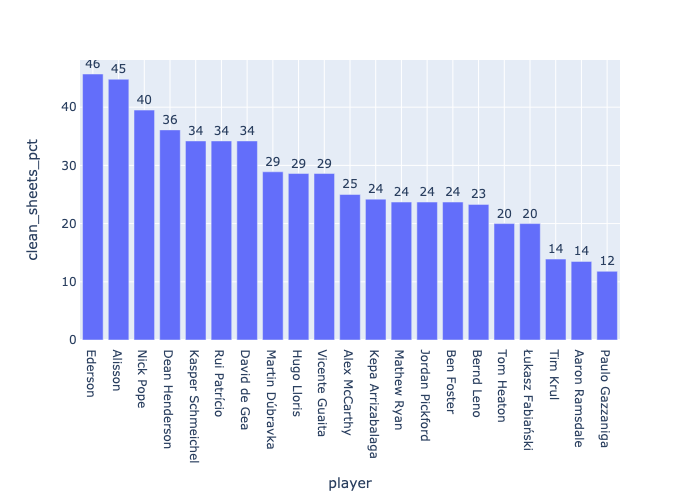 clean_sheets_pct
40
30
20
10
0
46
45
40
36
34
34
34
29
29
29
25
24
24
24
24
23
20
20
14
14
12
Ederson
Alisson
Nick Pope
Dean Henderson
Kasper Schmeichel
Rui Patrício
David de Gea
Martin Dúbravka
Hugo Lloris
Vicente Guaita
Alex McCarthy
Kepa Arrizabalaga
Mathew Ryan
Jordan Pickford
Ben Foster
Bernd Leno
Tom Heaton
Łukasz Fabiański
Tim Krul
Aaron Ramsdale
Paulo Gazzaniga
player